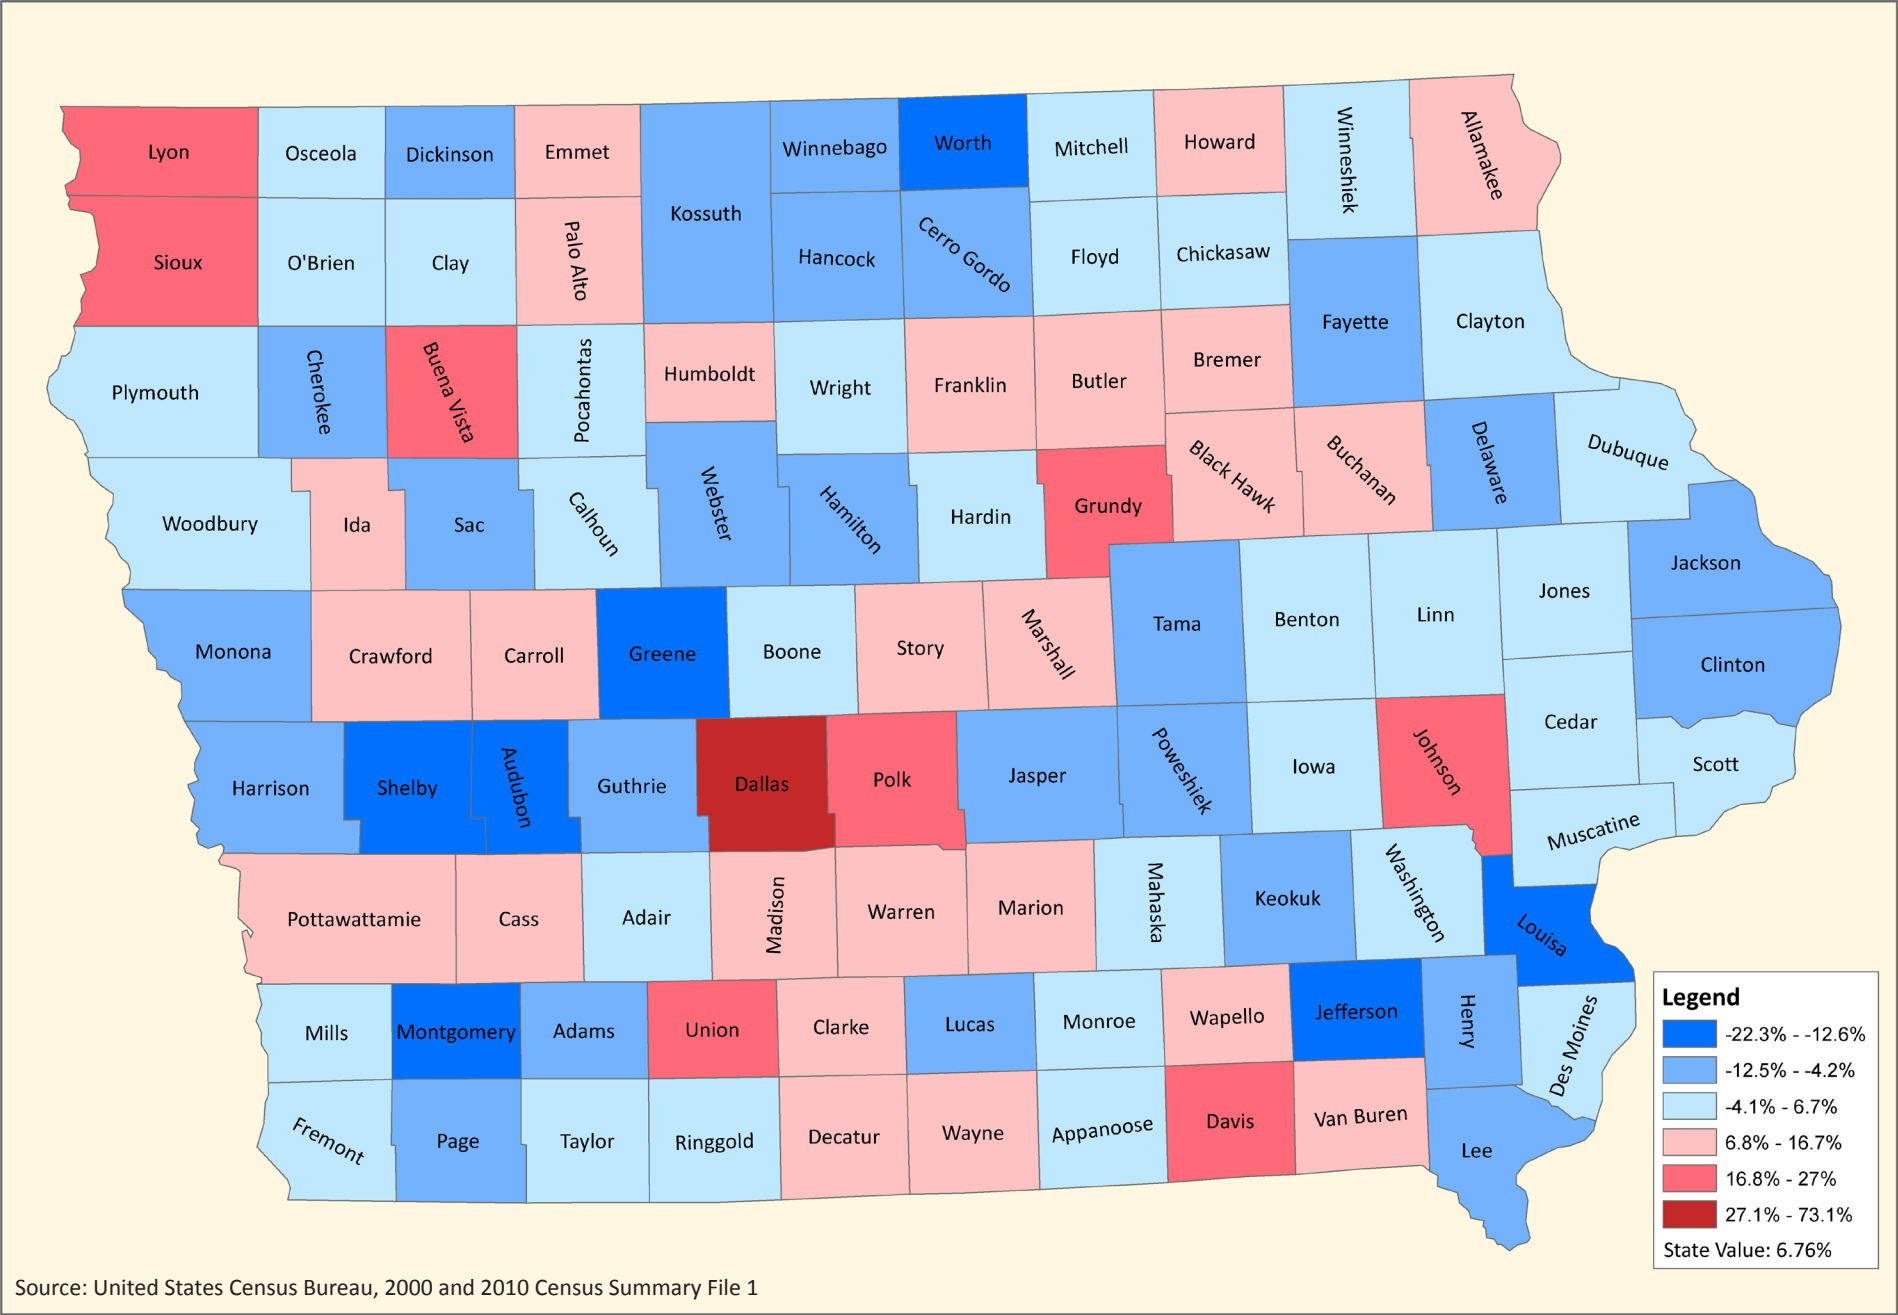 Lyon
Osceola
Dickinson
Emmet
Kossuth
Winnebago
Worth
Mitchell
Howard
Winneshiek
Allamakee
Sioux
O'Brien
Clay
Palo Alto
Hancock
Cerro Gordo
Floyd
Chickasaw
Fayette
Clayton
Plymouth
Cherokee
Buena Vista
Pocahontas
Humboldt
Wright
Franklin
Butler
Bremer
Black Hawk
Buchanan
Delaware
Dubuque
Woodbury
Ida
Sac
Calhoun
Webster
Hamilton
Hardin
Grundy
Tama
Benton
Linn
Jones
Jackson
Monona
Crawford
Carroll
Greene
Boone
Story
Marshall
Clinton
Cedar
Harrison
Shelby
Audubon
Guthrie
Dallas
Polk
Jasper
Poweshiek
Iowa
Johnson
Scott
Muscatine
Pottawattamie
Cass
Adair
Madison
Warren
Marion
Mahaska
Keokuk
Washington
Louisa
Mills
Montgomery
Adams
Union
Clarke
Lucas
Monroe
Wapello
Jefferson
Henry
Des Moines
Fremont
Page
Taylor
Ringgold
Decatur
Wayne
Appanoose
Davis
Van Buren
Lee
Legend
-22.3% - -12.6%
-12.5% - -4.2%
-4.1% - 6.7%
6.8% - 16.7%
16.8% - 27%
27.1% - 73.1%
State Value: 6.76%
Source: United States Census Bureau, 2000 and 2010 Census Summary File 1